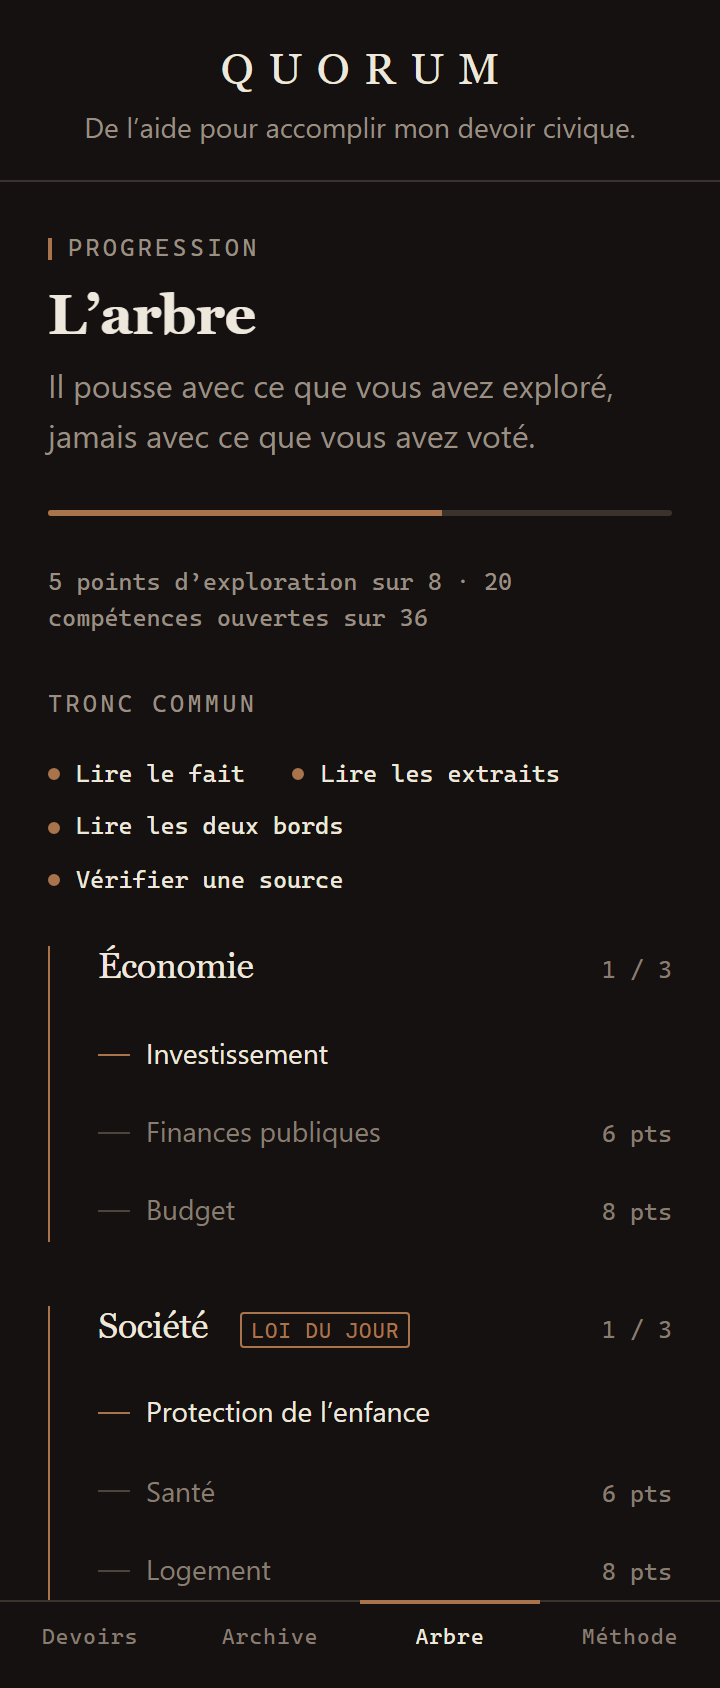 QUORUM
De l’aide pour accomplir mon devoir civique.
PROGRESSION
L’arbre
Il pousse avec ce que vous avez exploré,
jamais avec ce que vous avez voté.
5 points d’exploration sur 8 · 20
compétences ouvertes sur 36
TRONC COMMUN
Lire le fait Lire les extraits
Lire les deux bords
Vérifier une source
Économie 1 / 3
Investissement
Finances publiques 6 pts
Budget 8 pts
Société LOI DU JOUR 1 / 3
Protection de l’enfance
Santé 6 pts
Logement 8 pts
Devoirs Archive Arbre Méthode